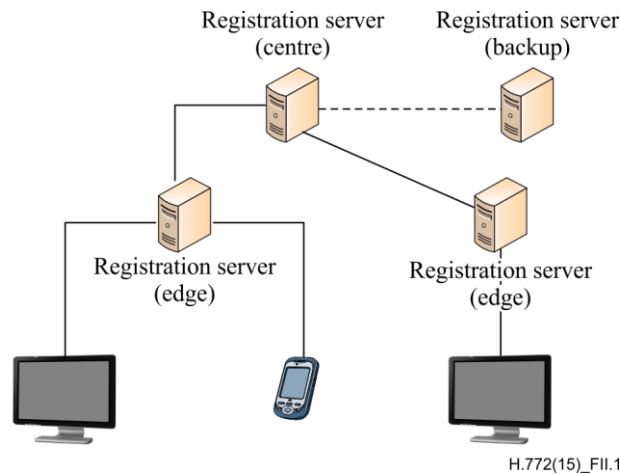 Registration server
(centre)
Registration server
(backup)
Registration server
(edge)
Registration server
(edge)
H.772(15)_FII.1